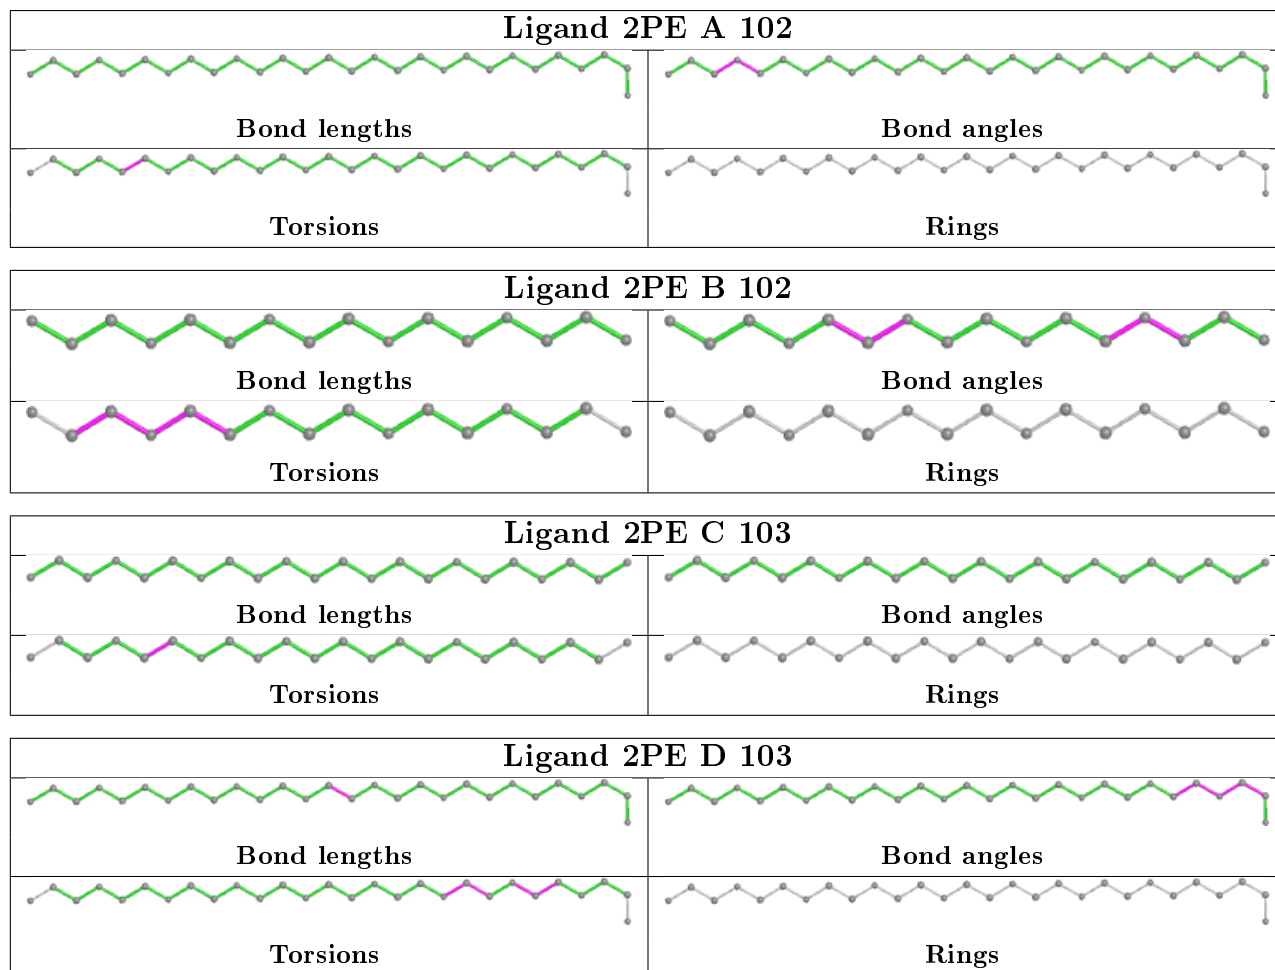 Ligand 2PE A 102
Bond lengths
Bond angles
Torsions
Rings
Ligand 2PE B 102
Bond lengths
Bond angles
Torsions
Rings
Ligand 2PE C 103
Bond lengths
Bond angles
Torsions
Rings
Ligand 2PE D 103
Bond lengths
Bond angles
Torsions
Rings